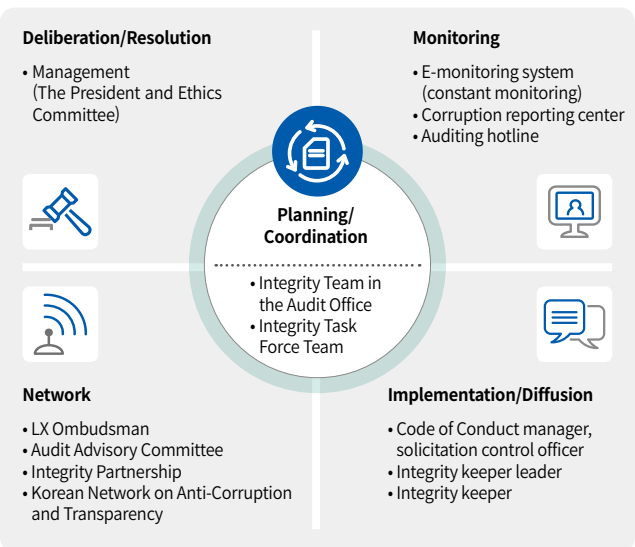 Deliberation/Resolution
• Management
(The President and Ethics
Committee)
Monitoring
• E-monitoring system
(constant monitoring)
• Corruption reporting center
• Auditing hotline
Planning/
Coordination
• Integrity Team in
the Audit Office
• Integrity Task
Force Team
Network
• LX Ombudsman
• Audit Advisory Committee
• Integrity Partnership
• Korean Network on Anti-Corruption
and Transparency
Implementation/Diffusion
• Code of Conduct manager,
solicitation control officer
• Integrity keeper leader
• Integrity keeper